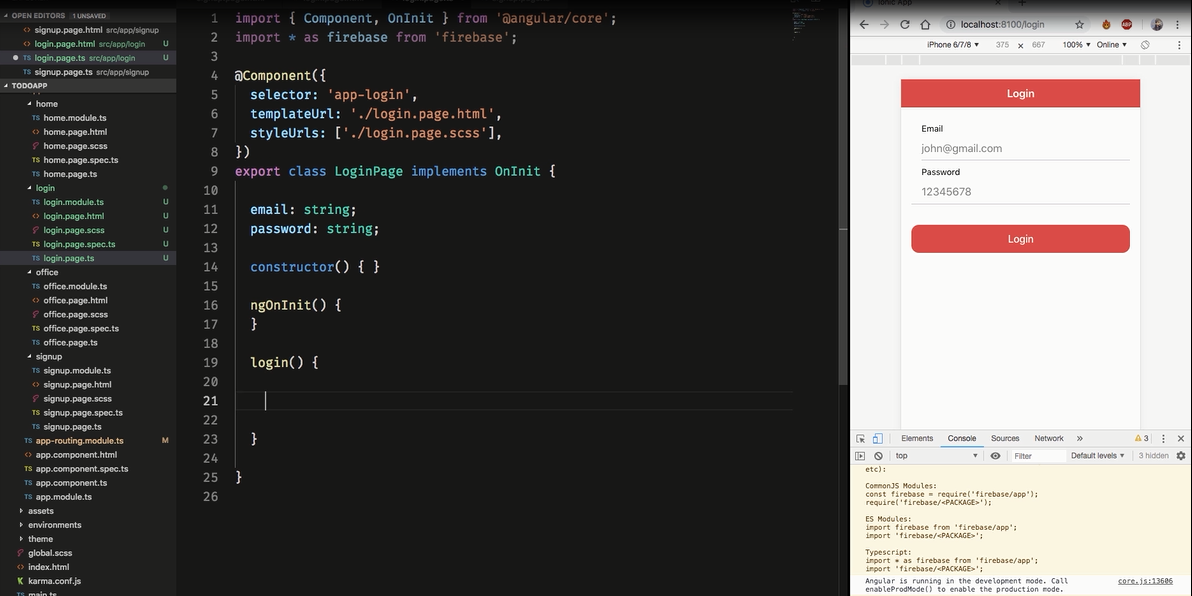 OPEN EDITORS 1 UNSAVED
signup.page.html src/app/signup
login.page.html src/app/login U
TS login.page.ts src/app/login U
TS signup.page.ts src/app/signup
TODOAPP
home
TS home.module.ts
home.page.html
home.page.scss
TS home.page.spec.ts
TS home.page.ts
login
TS login.module.ts U
login.page.html U
login.page.scss U
TS login.page.spec.ts U
TS login.page.ts U
office
TS office.module.ts
office.page.html
office.page.scss
TS office.page.spec.ts
TS office.page.ts
signup
TS signup.module.ts
signup.page.html
signup.page.scss
TS signup.page.spec.ts
TS signup.page.ts
TS app-routing.module.ts M
app.component.html
TS app.component.spec.ts
TS app.component.ts
TS app.module.ts
assets
environments
theme
global.scss
index.html
karma.conf.js
TS main.ts
1 import { Component, OnInit } from '@angular/core';
2 import * as firebase from 'firebase';
3
4 @Component({
5 selector: 'app-login',
6 templateUrl: './login.page.html',
7 styleUrls: ['./login.page.scss'],
8 })
9 export class LoginPage implements OnInit {
10
11 email: string;
12 password: string;
13
14 constructor() { }
15
16 ngOnInit() {
17 }
18
19 login() {
20
21
22
23 }
24
25 }
26
Ionic App
localhost:8100/login ABP
iPhone 6/7/8 375 × 667 100% Online
Login
Email
john@gmail.com
Password
12345678
Login
Elements Console Sources Network » 3
top Filter Default levels 3 hidden
etc):
CommonJS Modules:
const firebase = require('firebase/app');
require('firebase/<PACKAGE>');
ES Modules:
import firebase from 'firebase/app';
import 'firebase/<PACKAGE>';
Typescript:
import * as firebase from 'firebase/app';
import 'firebase/<PACKAGE>';
Angular is running in the development mode. Call core.js:13606
enableProdMode() to enable the production mode.